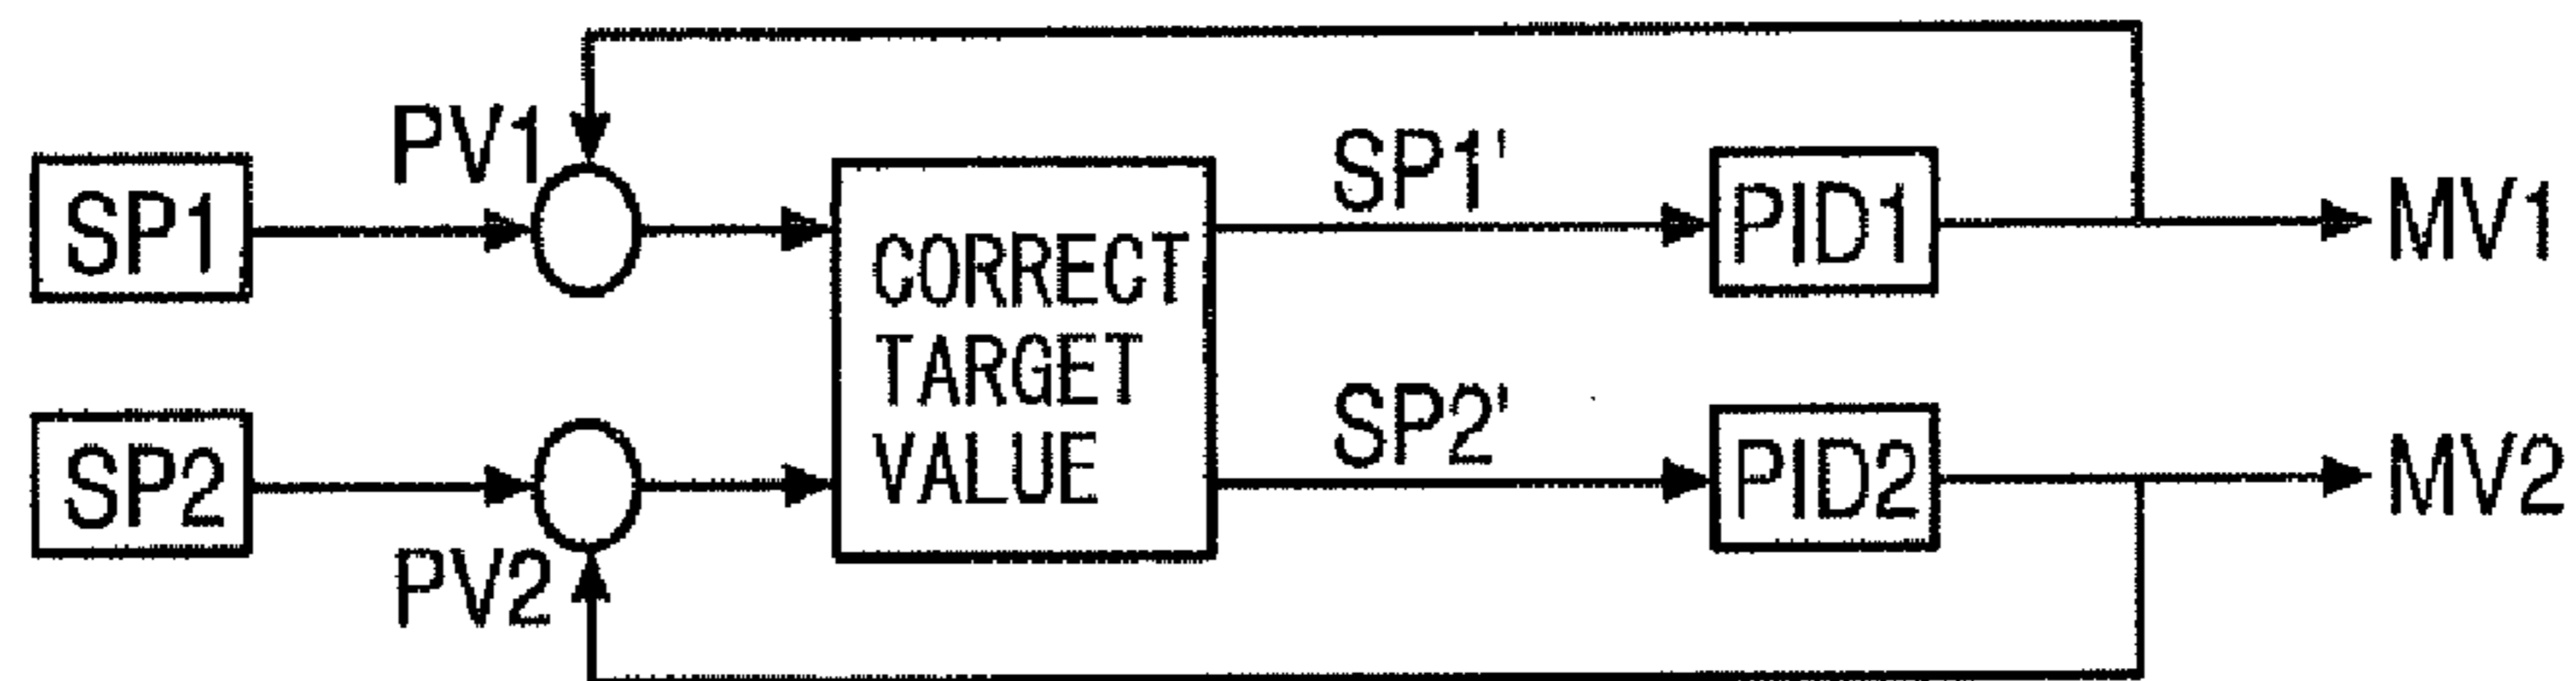 PV1
SP1
SP1'
PID1
MV1
CORRECT
TARGET
VALUE
SP2
PV2
SP2'
PID2
MV2